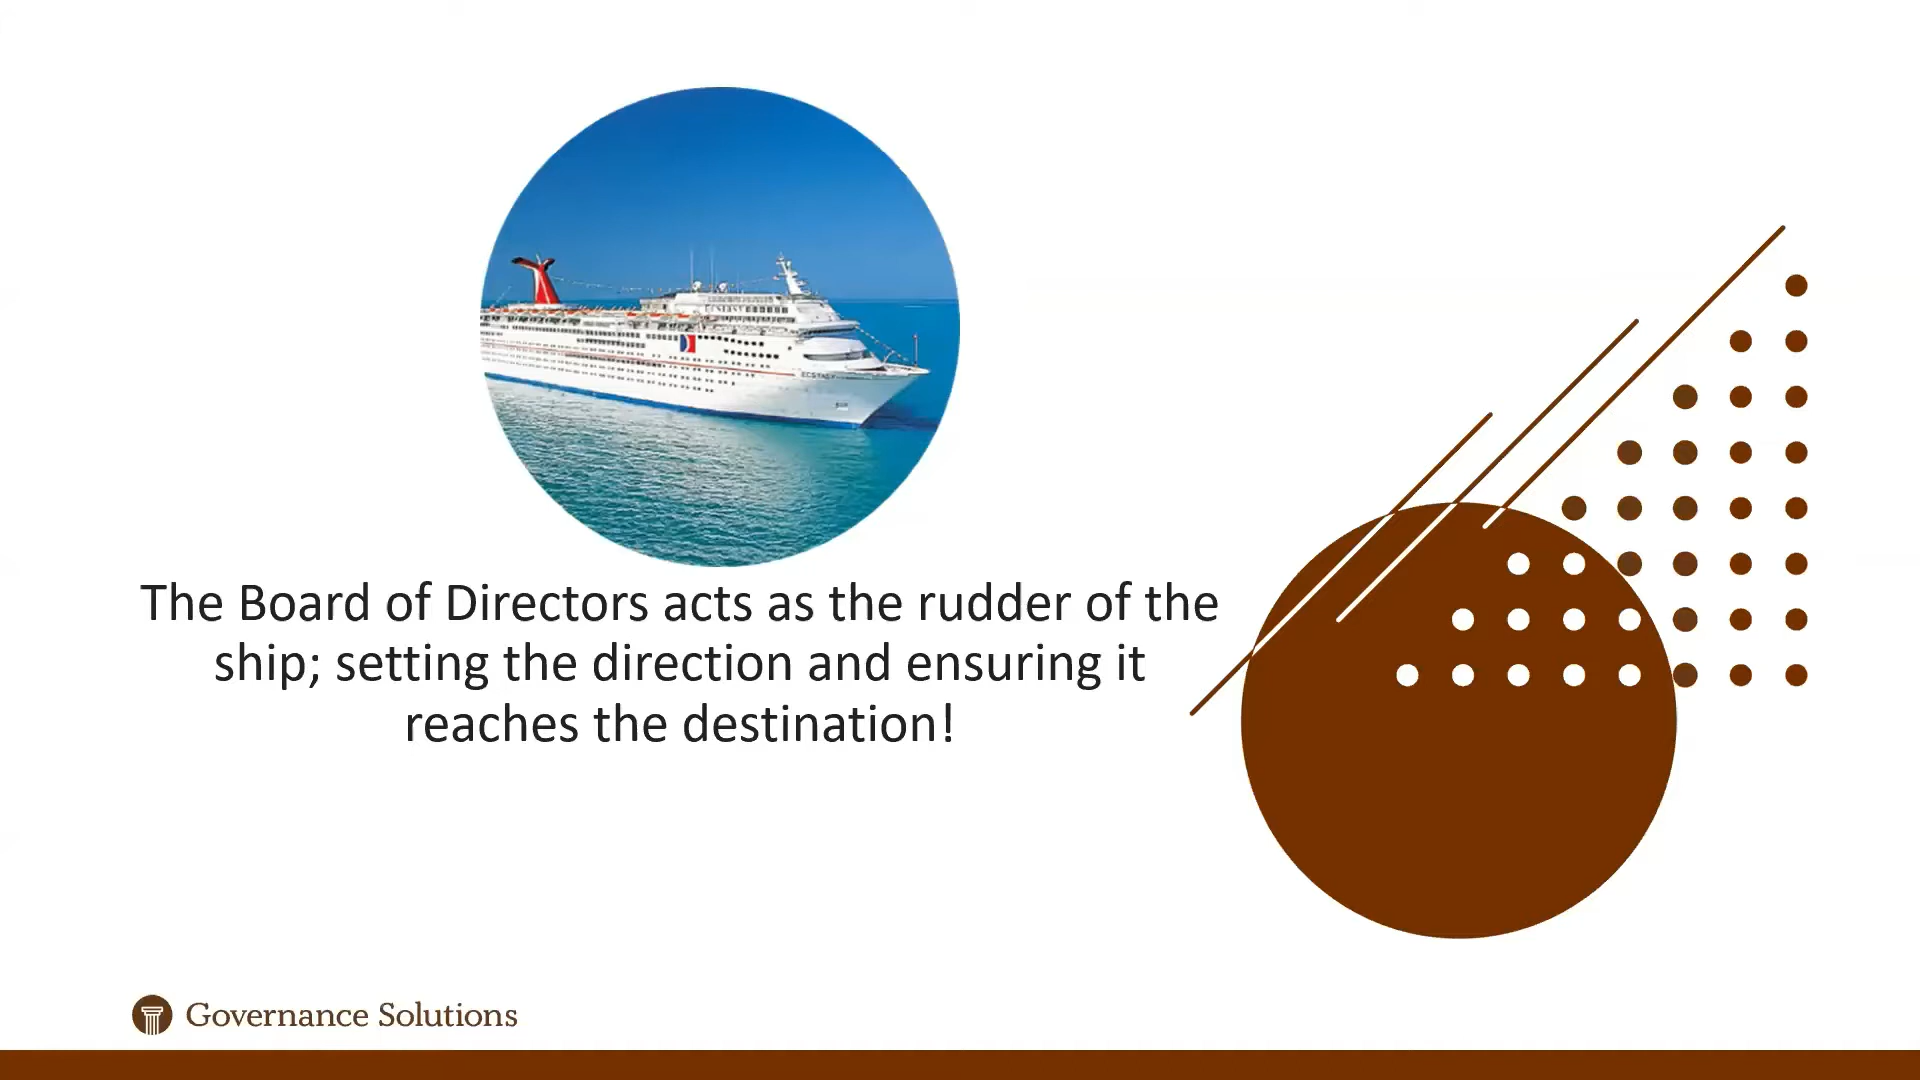 ECSTASY
The Board of Directors acts as the rudder of the
ship; setting the direction and ensuring it
reaches the destination!
Governance Solutions